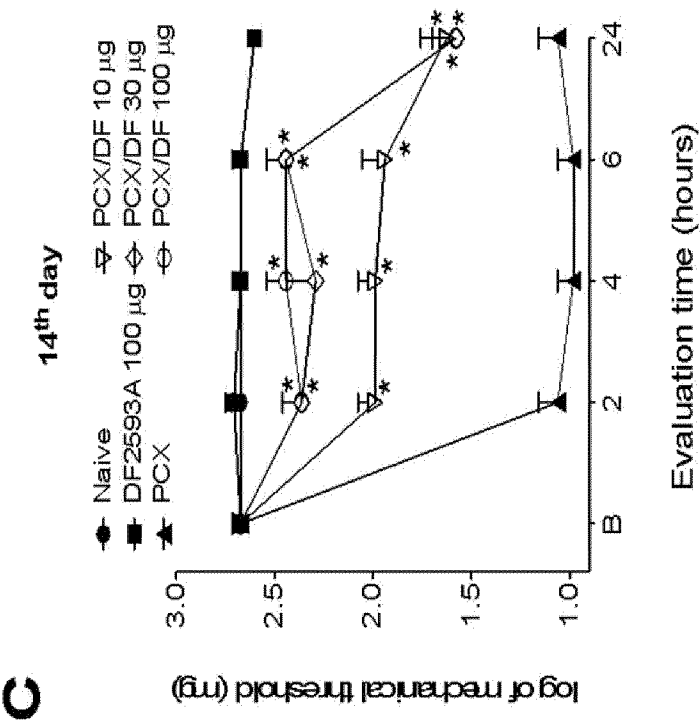 C
14th day
Naive
DF2593A 100 µg
PCX
PCX/DF 10 µg
PCX/DF 30 µg
PCX/DF 100 µg
log of mechanical threshold (mg)
3.0
2.5
2.0
1.5
1.0
* * * * * * * * * * * *
B 2 4 6 24
Evaluation time (hours)